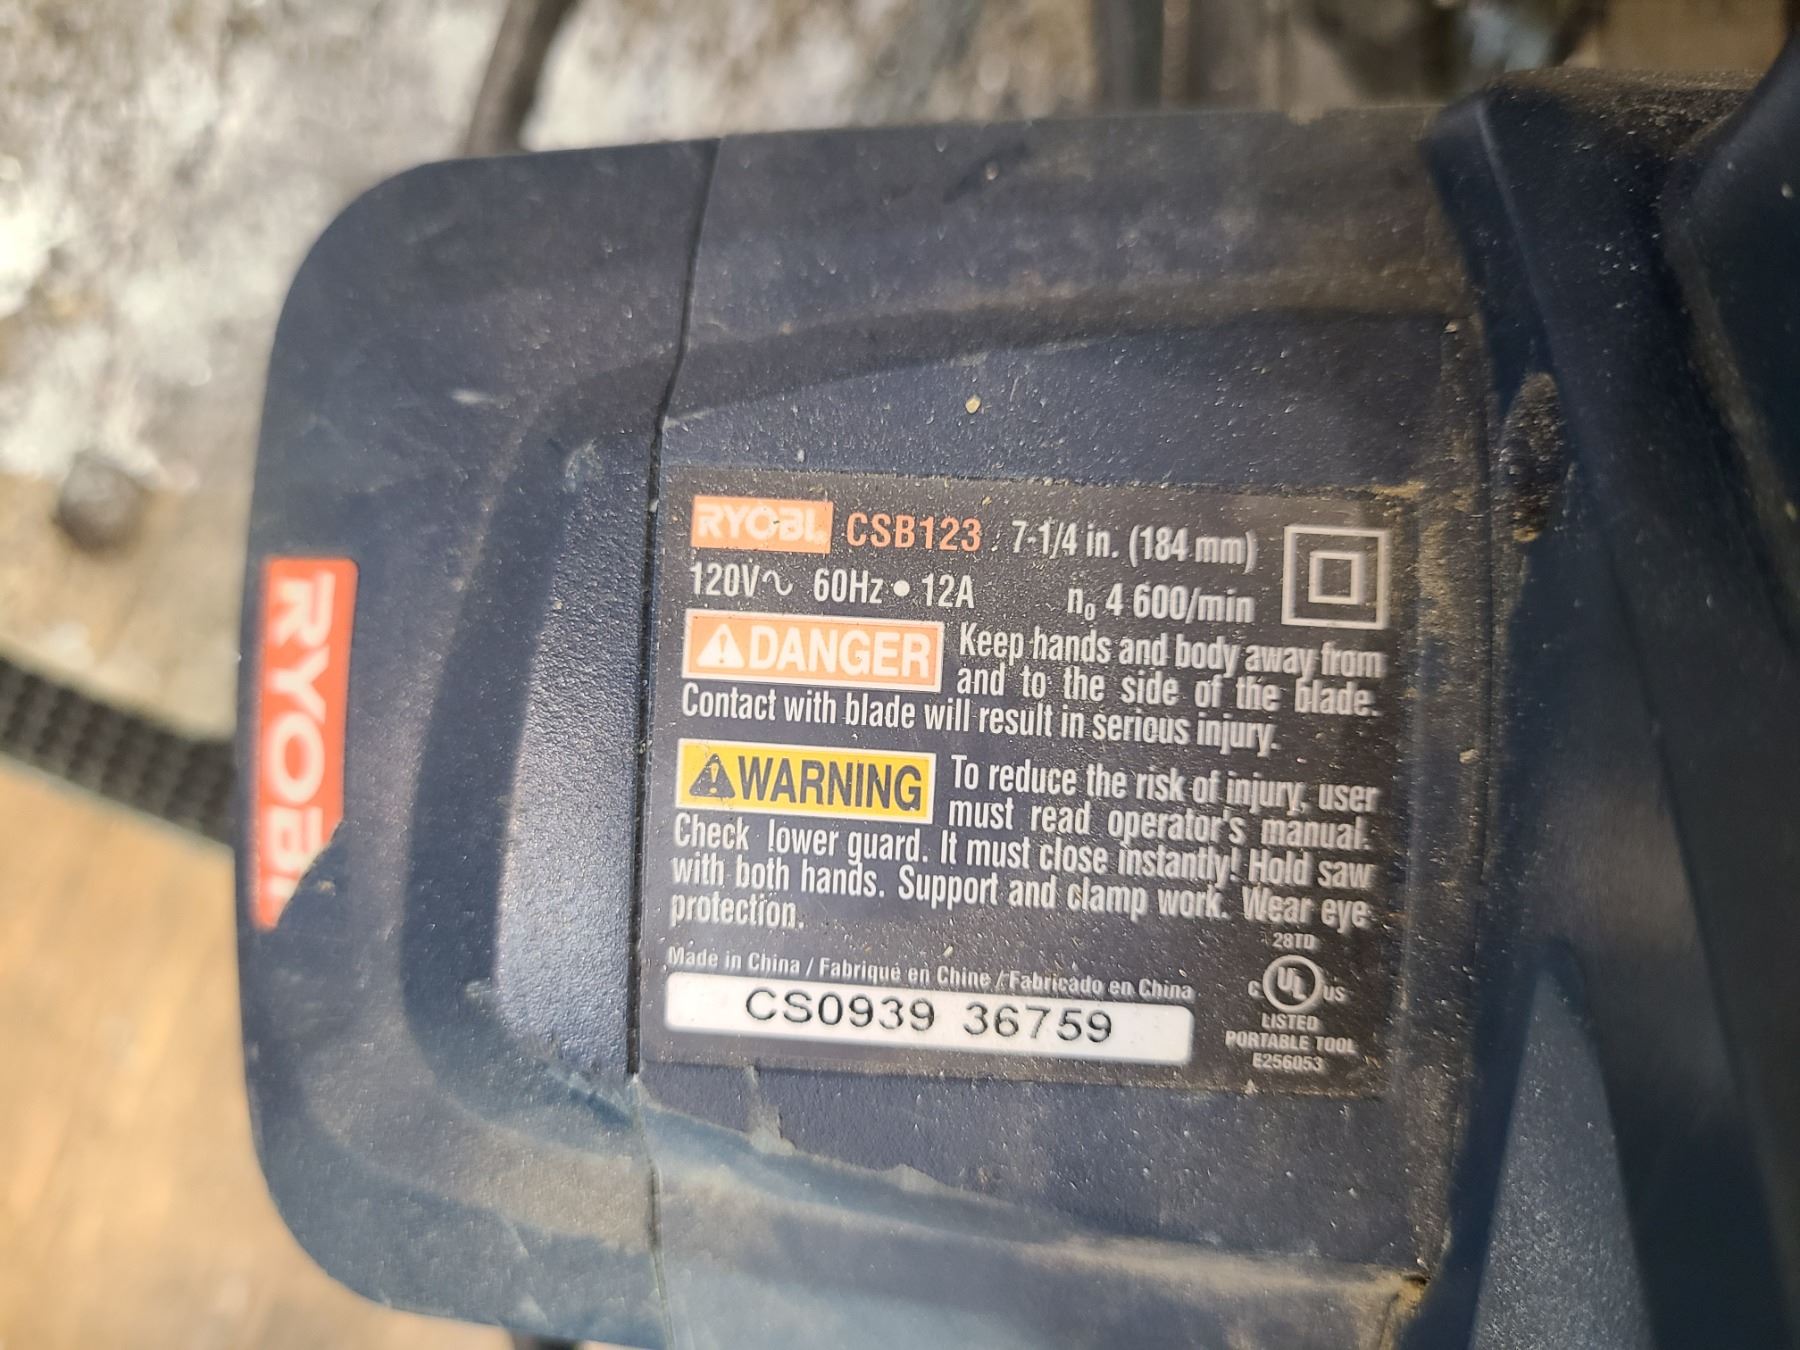 RYOBI CSB123 7-1/4 in. (184 mm)
120V~ 60Hz • 12A n₀ 4 600/min
DANGER Keep hands and body away from
and to the side of the blade.
Contact with blade will result in serious injury.
WARNING To reduce the risk of injury, user
must read operator's manual.
Check lower guard. It must close instantly! Hold saw
with both hands. Support and clamp work. Wear eye
protection.
Made in China / Fabriqué en Chine / Fabricado en China
CS0939 36759
28TD
C UL US
LISTED
PORTABLE TOOL
E256053
RYOBI